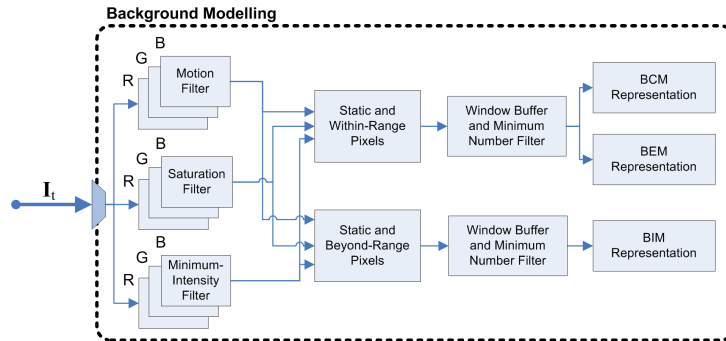 Background Modelling
B
G
R
Motion
Filter
B
G
R
Saturation
Filter
B
G
R
Minimum-
Intensity
Filter
I t
Static and
Within-Range
Pixels
Static and
Beyond-Range
Pixels
Window Buffer
and Minimum
Number Filter
Window Buffer
and Minimum
Number Filter
BCM
Representation
BEM
Representation
BIM
Representation